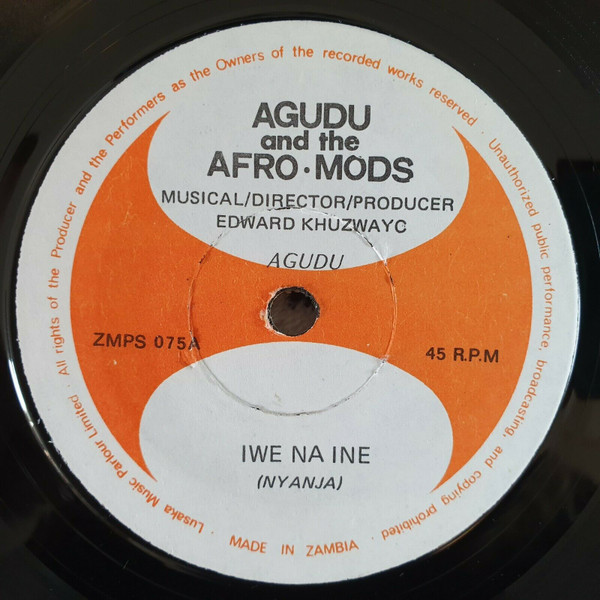 All rights of the Producer and the Performers as the Owners of the recorded works reserved · Unauthorized public performance, broadcasting, and copying prohibited
AGUDU
and the
AFRO·MODS
MUSICAL/DIRECTOR/PRODUCER
EDWARD KHUZWAYO
AGUDU
ZMPS 075A
45 R.P.M
IWE NA INE
(NYANJA)
Lusaka Music Parlour Limited ·
MADE IN ZAMBIA ·